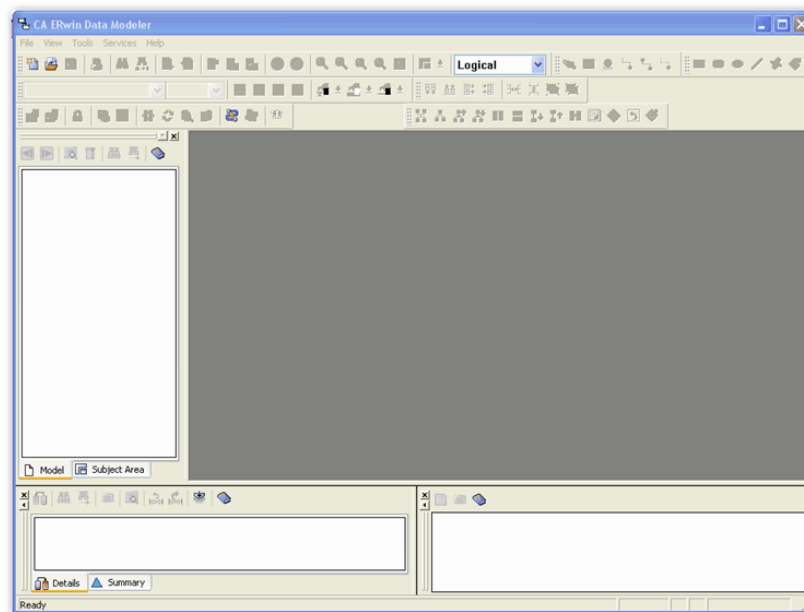 CA ERwin Data Modeler
File View Tools Services Help
Logical
Model Subject Area
Details Summary
Ready